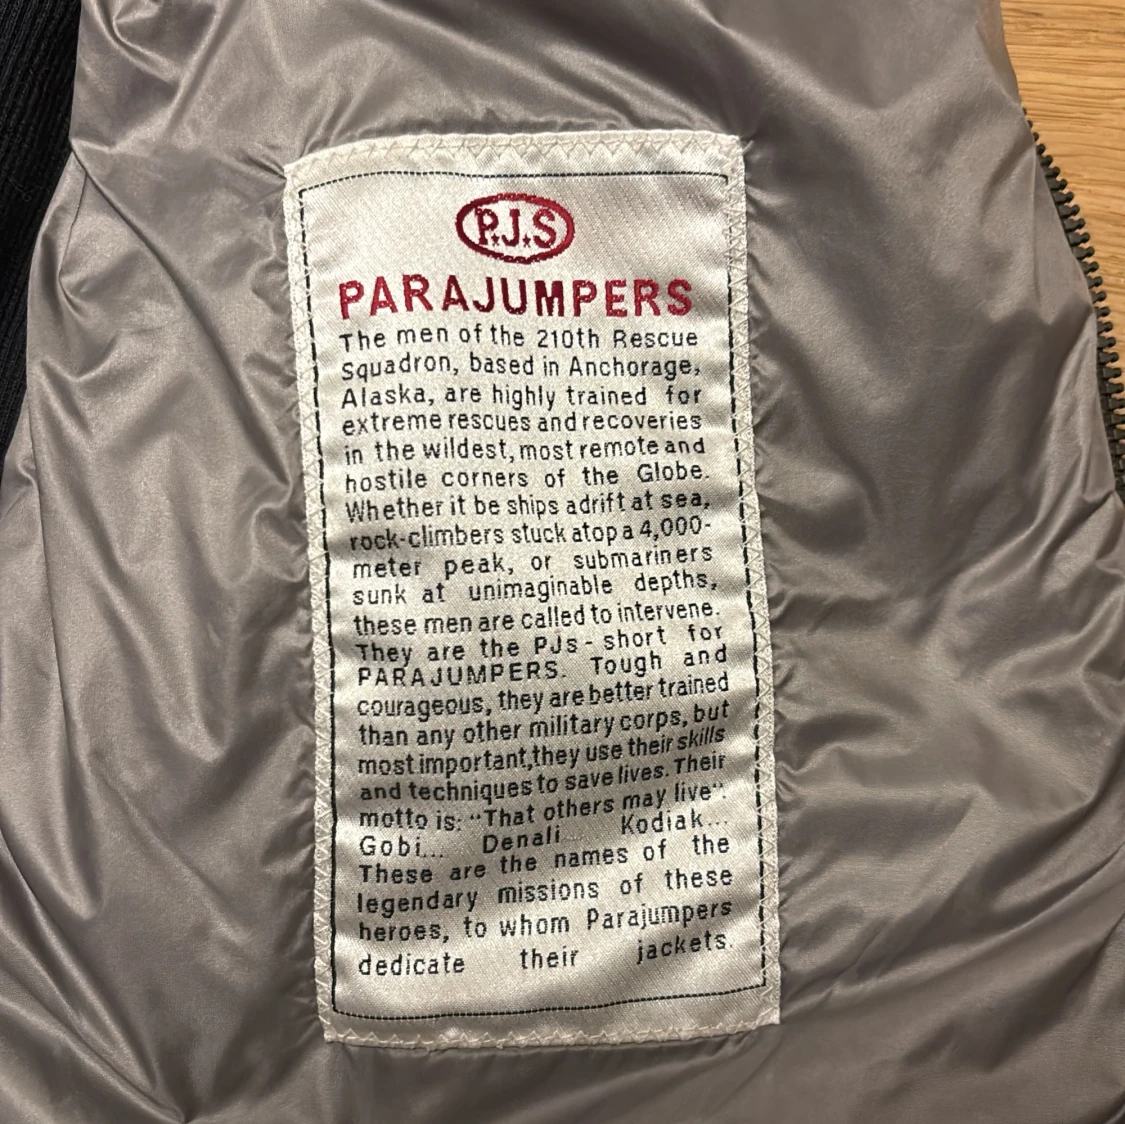 P.J.S
PARAJUMPERS
The men of the 210th Rescue
Squadron, based in Anchorage,
Alaska, are highly trained for
extreme rescues and recoveries
in the wildest, most remote and
hostile corners of the Globe.
Whether it be ships adrift at sea,
rock-climbers stuck atop a 4,000-
meter peak, or submariners
sunk at unimaginable depths,
these men are called to intervene.
They are the PJs - short for
PARAJUMPERS. Tough and
courageous, they are better trained
than any other military corps, but
most important,they use their skills
and techniques to save lives. Their
motto is: "That others may live".
Gobi... Denali... Kodiak...
These are the names of the
legendary missions of these
heroes, to whom Parajumpers
dedicate their jackets.